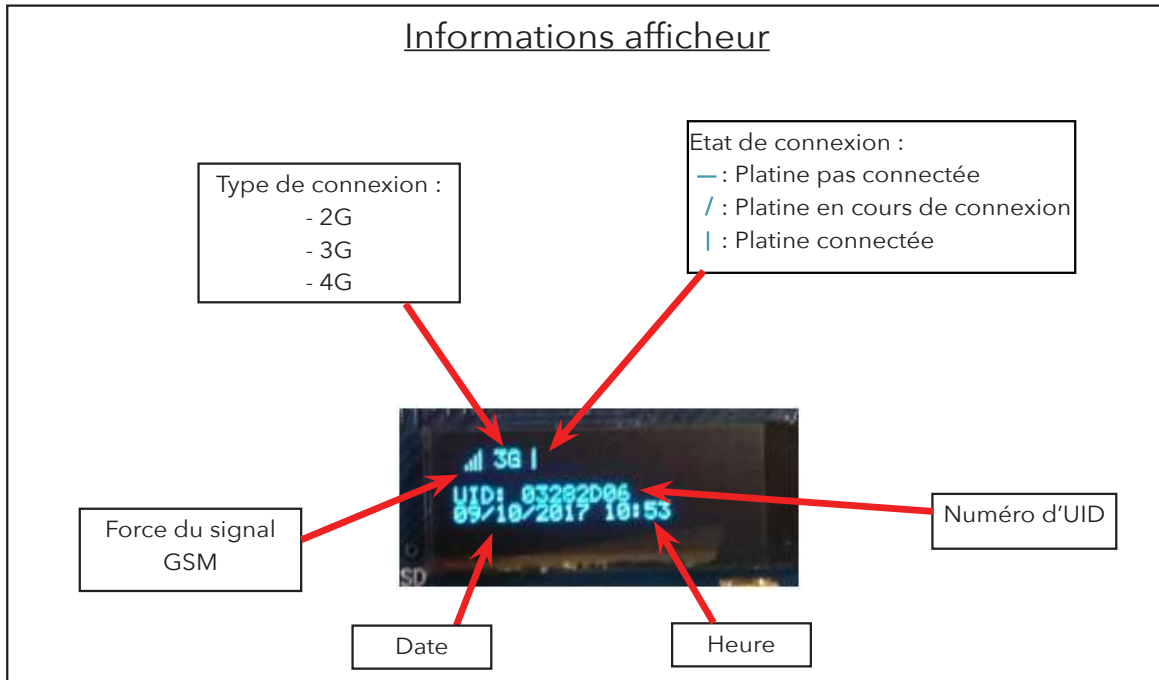 Informations afficheur
Type de connexion :
- 2G
- 3G
- 4G
Etat de connexion :
— : Platine pas connectée
/ : Platine en cours de connexion
| : Platine connectée
3G |
UID: 03282D06
09/10/2017 10:53
SD
Force du signal
GSM
Numéro d'UID
Date
Heure